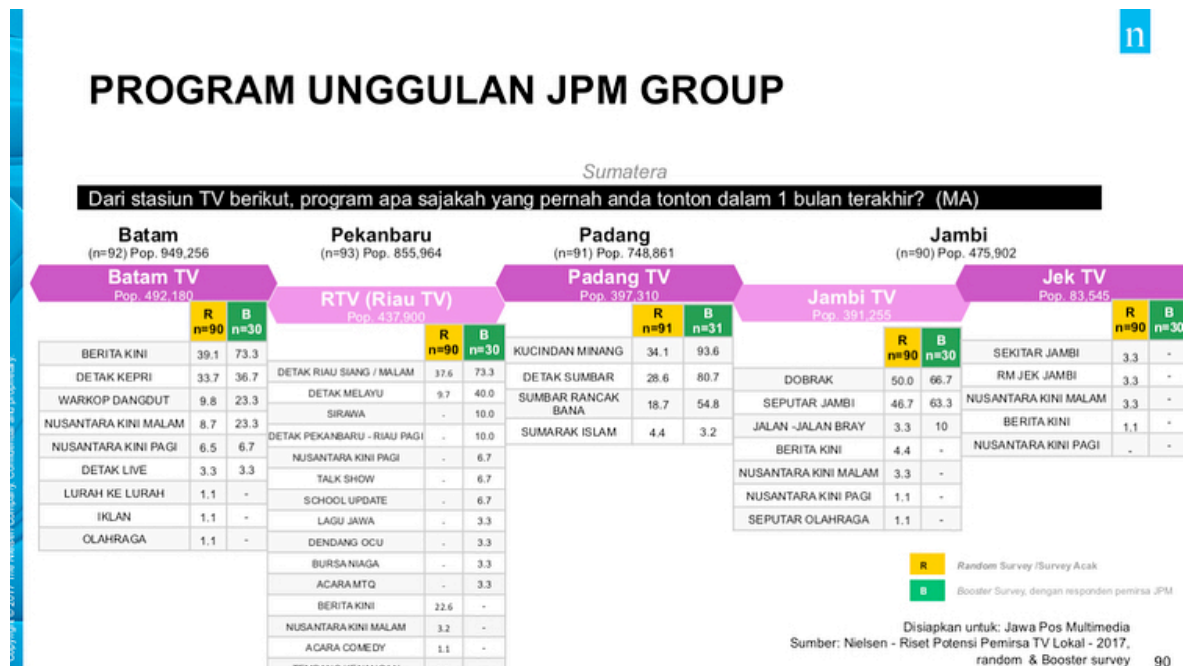 n
PROGRAM UNGGULAN JPM GROUP
Sumatera
Dari stasiun TV berikut, program apa sajakah yang pernah anda tonton dalam 1 bulan terakhir? (MA)
Batam
(n=92) Pop. 949,256
Batam TV
Pop. 492,180
R n=90 B n=30
BERITA KINI 39.1 73.3
DETAK KEPRI 33.7 36.7
WARKOP DANGDUT 9.8 23.3
NUSANTARA KINI MALAM 8.7 23.3
NUSANTARA KINI PAGI 6.5 6.7
DETAK LIVE 3.3 3.3
LURAH KE LURAH 1.1 -
IKLAN 1.1 -
OLAHRAGA 1.1 -
Pekanbaru
(n=93) Pop. 855,964
RTV (Riau TV)
Pop. 437,900
R n=90 B n=30
DETAK RIAU SIANG / MALAM 37.6 73.3
DETAK MELAYU 9.7 40.0
SIRAWA - 10.0
DETAK PEKANBARU - RIAU PAGI - 10.0
NUSANTARA KINI PAGI - 6.7
TALK SHOW - 6.7
SCHOOL UPDATE - 6.7
LAGU JAWA - 3.3
DENDANG OCU - 3.3
BURSA NIAGA - 3.3
ACARA MTQ - 3.3
BERITA KINI 22.6 -
NUSANTARA KINI MALAM 3.2 -
ACARA COMEDY 1.1 -
Padang
(n=91) Pop. 748,861
Padang TV
Pop. 397,310
R n=91 B n=31
KUCINDAN MINANG 34.1 93.6
DETAK SUMBAR 28.6 80.7
SUMBAR RANCAK BANA 18.7 54.8
SUMARAK ISLAM 4.4 3.2
Jambi
(n=90) Pop. 475,902
Jambi TV
Pop. 391,255
R n=90 B n=30
DOBRAK 50.0 66.7
SEPUTAR JAMBI 46.7 63.3
JALAN -JALAN BRAY 3.3 10
BERITA KINI 4.4 -
NUSANTARA KINI MALAM 3.3 -
NUSANTARA KINI PAGI 1.1 -
SEPUTAR OLAHRAGA 1.1 -
Jek TV
Pop. 83,545
R n=90 B n=30
SEKITAR JAMBI 3.3 -
RM JEK JAMBI 3.3 -
NUSANTARA KINI MALAM 3.3 -
BERITA KINI 1.1 -
NUSANTARA KINI PAGI - -
R Random Survey /Survey Acak
B Booster Survey, dengan responden pemirsa JPM
Disiapkan untuk: Jawa Pos Multimedia
Sumber: Nielsen - Riset Potensi Pemirsa TV Lokal - 2017,
random & Booster survey
90
Copyright © 2017 The Nielsen Company. Confidential and proprietary.